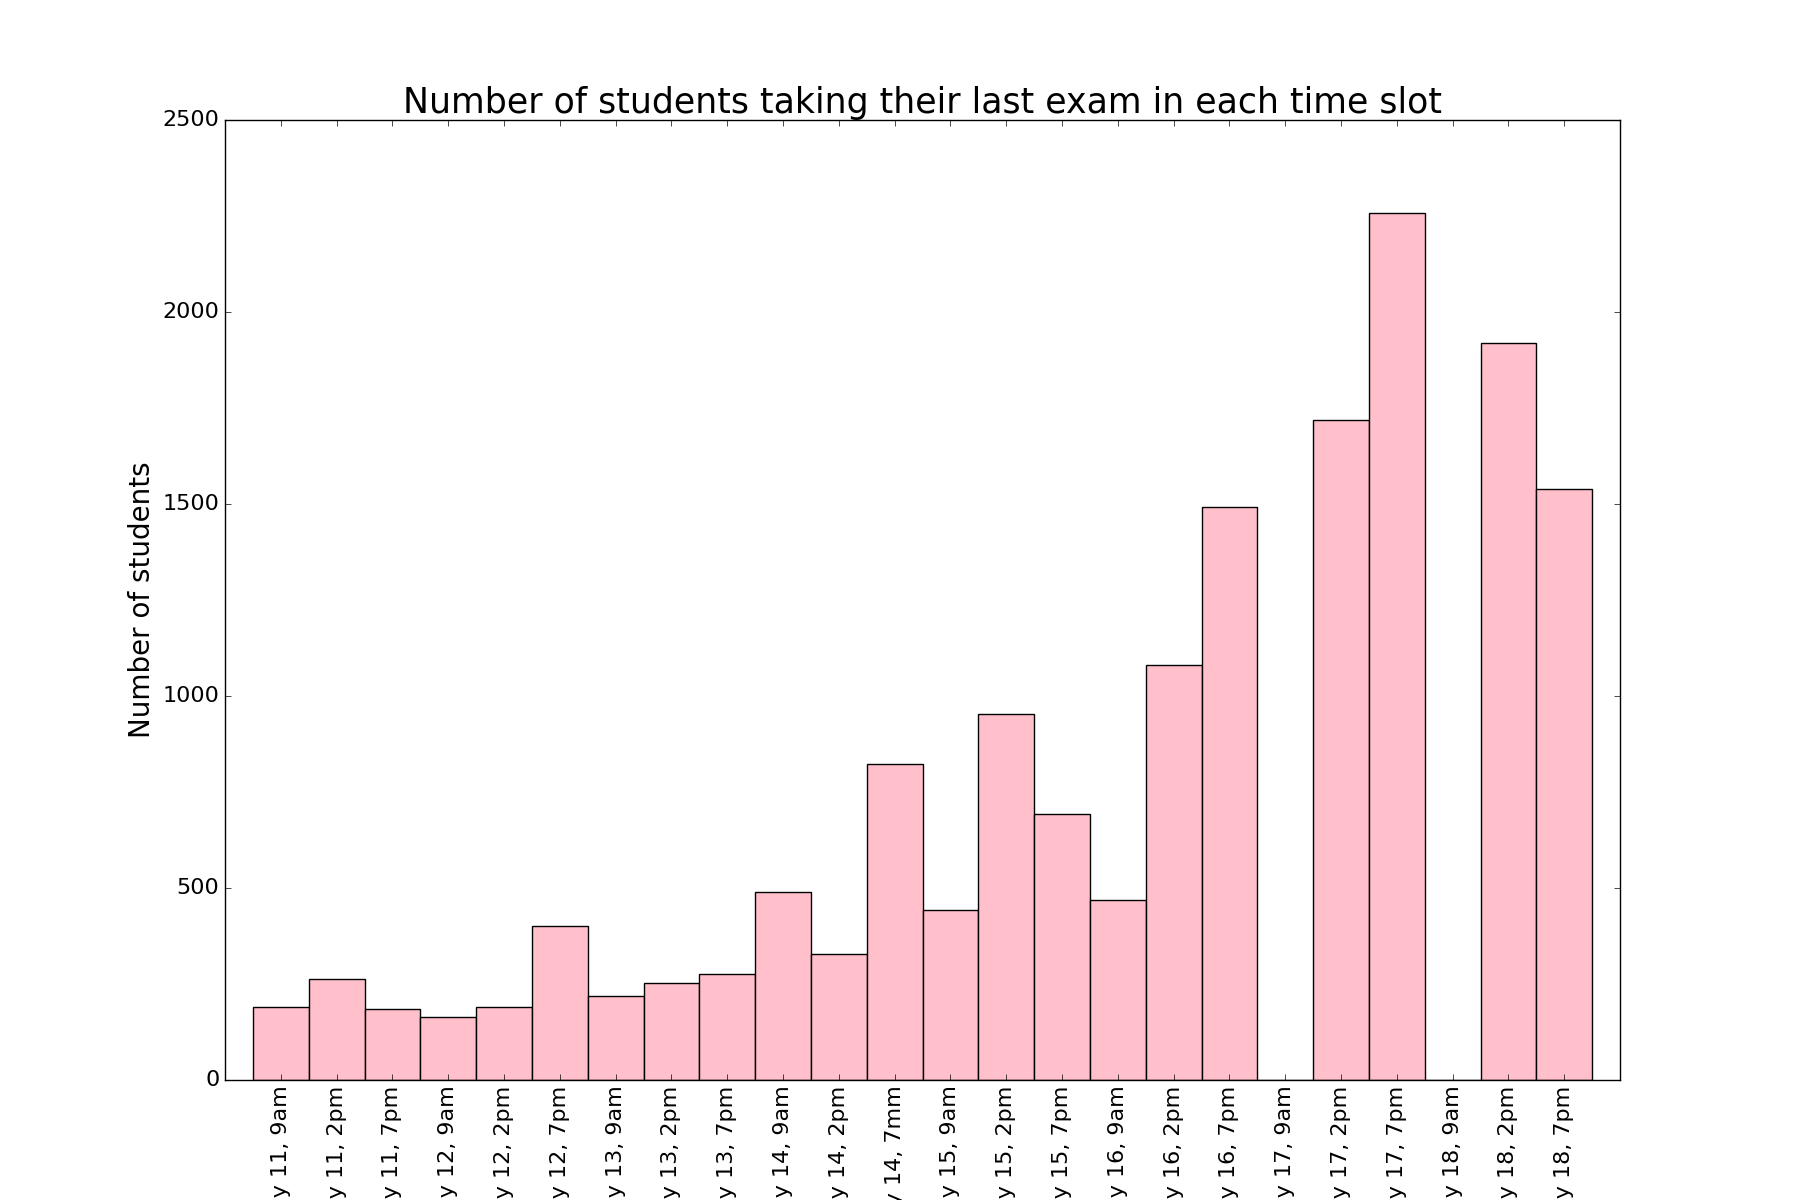 Number of students taking their last exam in each time slot
Number of students
2500
2000
1500
1000
500
0
y 11, 9am
y 11, 2pm
y 11, 7pm
y 12, 9am
y 12, 2pm
y 12, 7pm
y 13, 9am
y 13, 2pm
y 13, 7pm
y 14, 9am
y 14, 2pm
y 14, 7mm
y 15, 9am
y 15, 2pm
y 15, 7pm
y 16, 9am
y 16, 2pm
y 16, 7pm
y 17, 9am
y 17, 2pm
y 17, 7pm
y 18, 9am
y 18, 2pm
y 18, 7pm